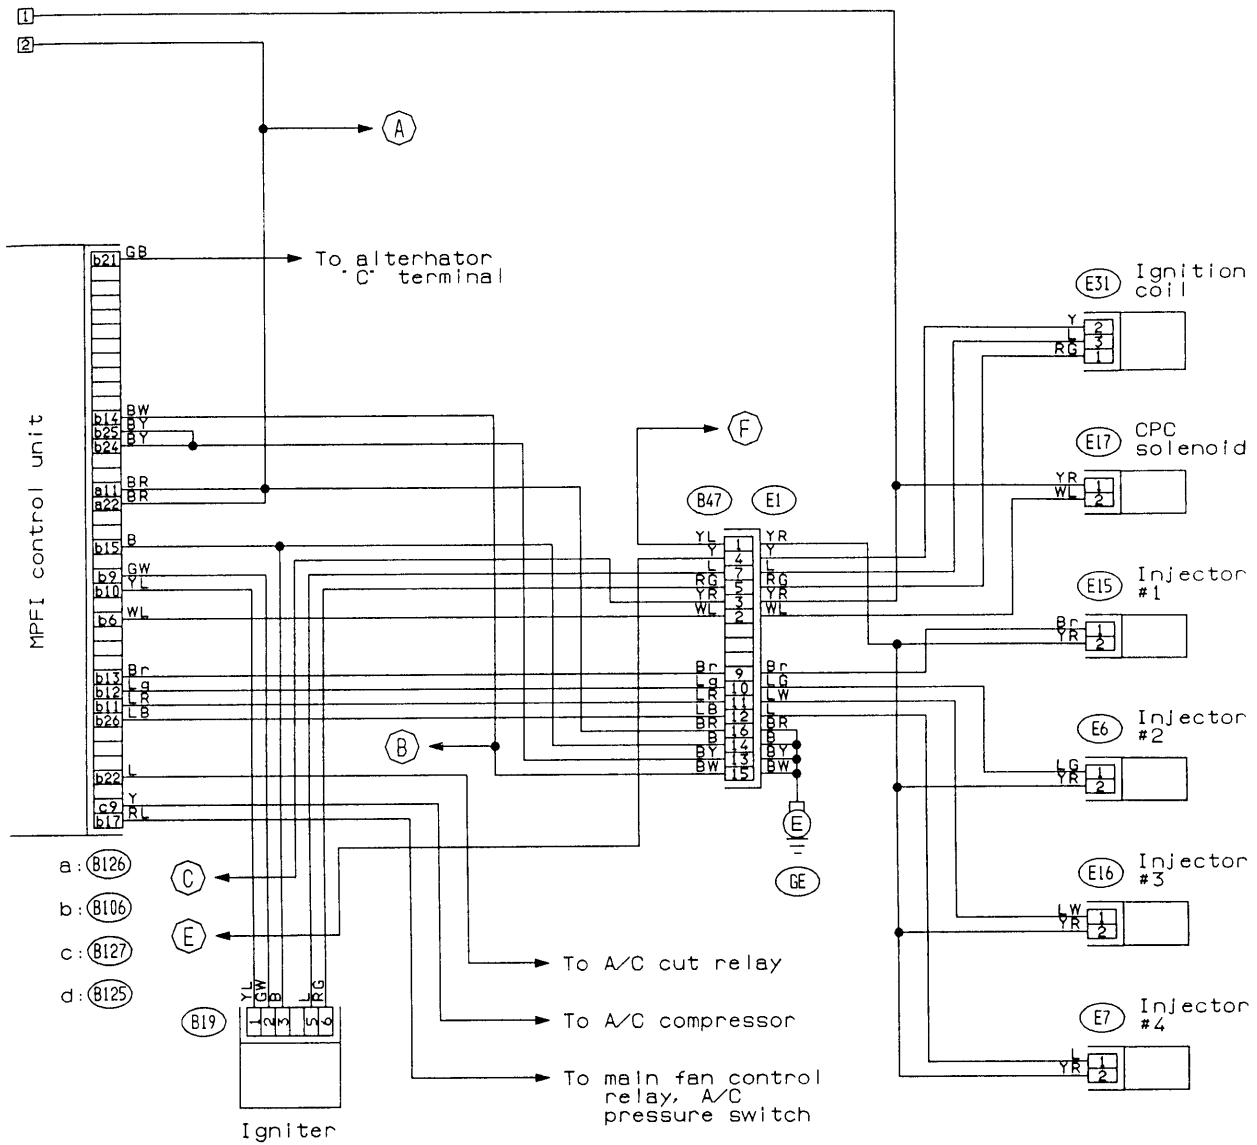 1
2
A
b21 GB
To alterhator
"C" terminal
MPFI control unit
b14 BW
b25 BY
b24 BY
a11 BR
a22 BR
b15 B
b9 GW
b10 YL
b6 WL
b13 Br
b12 Lg
b11 LR
b26 LB
b22 L
c9 Y
b17 RL
a: B126
b: B106
c: B127
d: B125
F
B47 E1
YL 1 YR
Y 4 Y
L 7 L
RG 5 RG
YR 3 YR
WL 2 WL
Br 9 Br
Lg 10 LG
LR 11 LW
LB 12 L
BR 16 BR
B 14 B
BY 13 BY
BW 15 BW
B
E
GE
C
E
E31 Ignition
coil
Y 2
L 3
RG 1
E17 CPC
solenoid
YR 1
WL 2
E15 Injector
#1
Br 1
YR 2
E6 Injector
#2
LG 1
YR 2
E16 Injector
#3
LW 1
YR 2
E7 Injector
#4
L 1
YR 2
To A/C cut relay
To A/C compressor
To main fan control
relay, A/C
pressure switch
YL GW B L RG
B19 1 2 3 5 6
Igniter